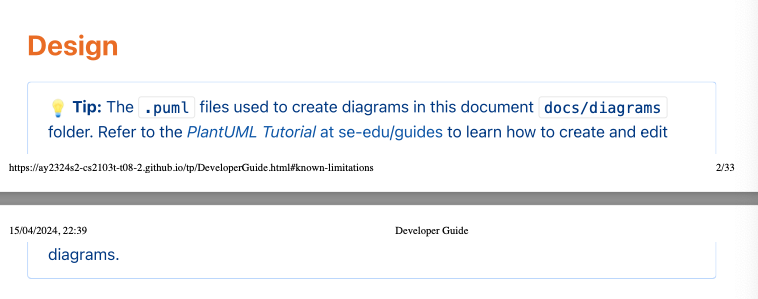 Design
💡 Tip: The .puml files used to create diagrams in this document docs/diagrams
folder. Refer to the PlantUML Tutorial at se-edu/guides to learn how to create and edit
https://ay2324s2-cs2103t-t08-2.github.io/tp/DeveloperGuide.html#known-limitations 2/33
15/04/2024, 22:39 Developer Guide
diagrams.